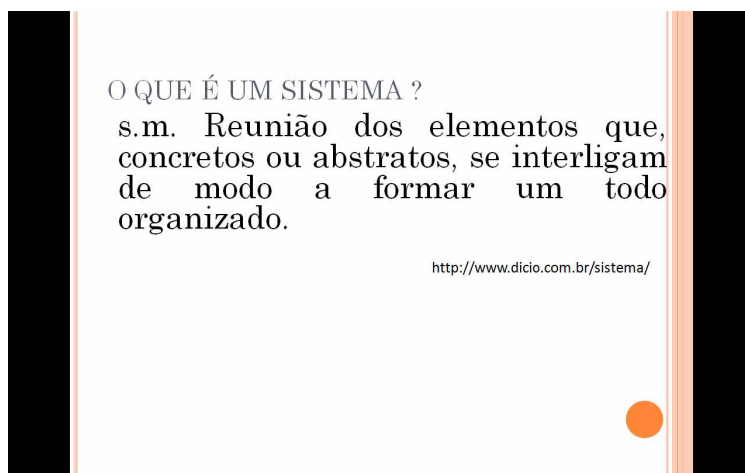 O QUE É UM SISTEMA ?
s.m. Reunião dos elementos que,
concretos ou abstratos, se interligam
de modo a formar um todo
organizado.
http://www.dicio.com.br/sistema/